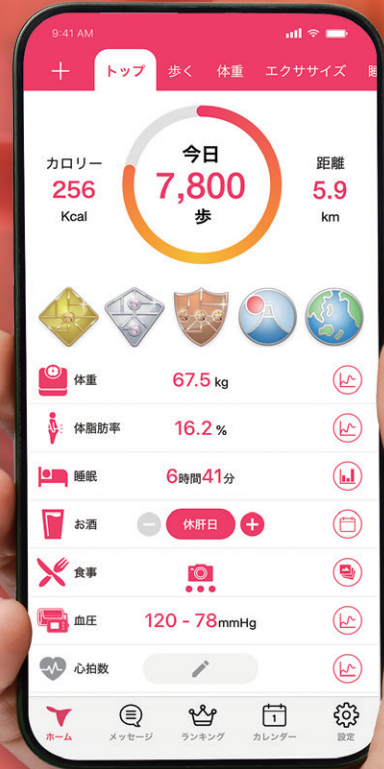 9:41 AM
トップ 歩く 体重 エクササイズ
カロリー
256
Kcal
今日
7,800
歩
距離
5.9
km
体重 67.5 kg
体脂肪率 16.2 %
睡眠 6時間41分
お酒 休肝日
食事
血圧 120 - 78mmHg
心拍数
ホーム メッセージ ランキング 1 カレンダー 設定